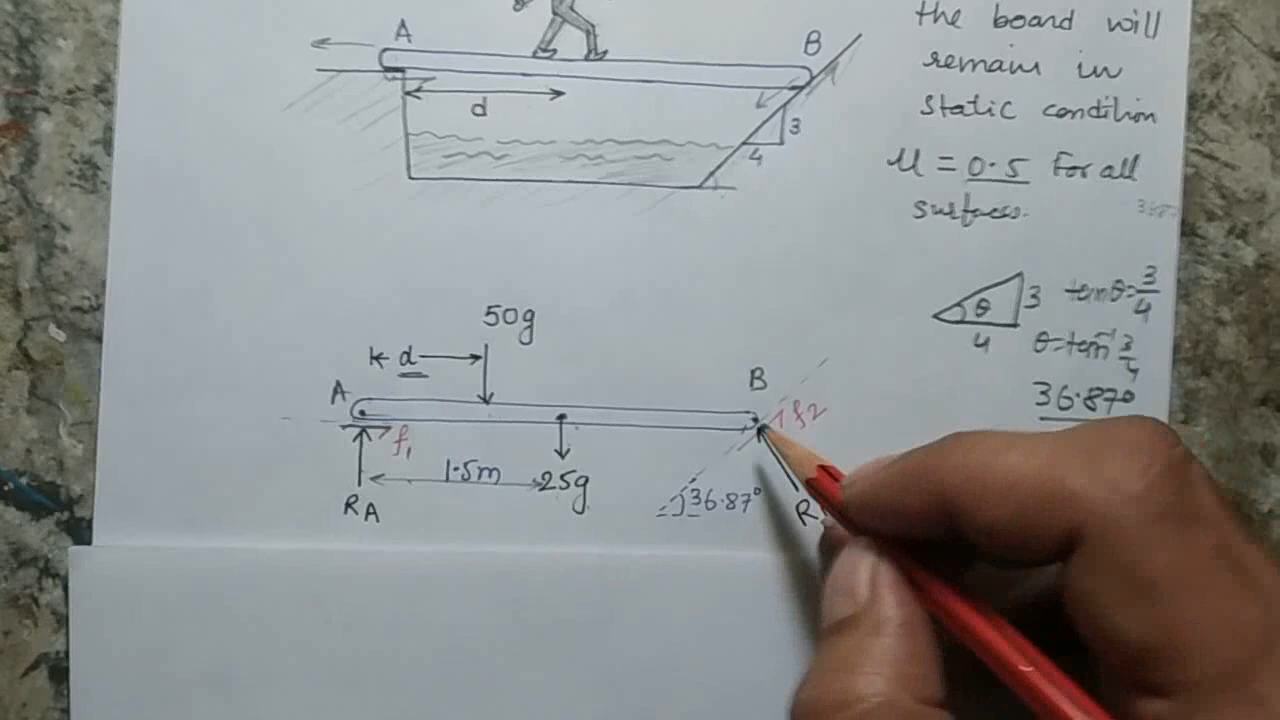 the board will
remain in
static condition
μ = 0.5 for all
surfaces.
A
B
d
3
4
3
4
θ
tanθ=3/4
θ=tan⁻¹ 3/4
36.87°
50g
d
A
B
f1
f2
1.5m
25g
RA
36.87°
R